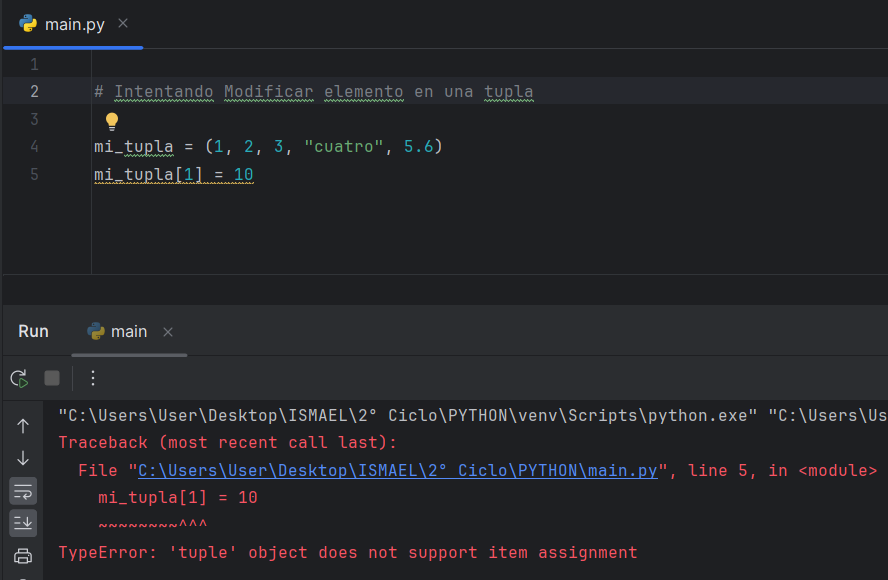 main.py
1
2 # Intentando Modificar elemento en una tupla
3
4 mi_tupla = (1, 2, 3, "cuatro", 5.6)
5 mi_tupla[1] = 10
Run main
"C:\Users\User\Desktop\ISMAEL\2° Ciclo\PYTHON\venv\Scripts\python.exe" "C:\Users\Us
Traceback (most recent call last):
  File "C:\Users\User\Desktop\ISMAEL\2° Ciclo\PYTHON\main.py", line 5, in <module>
    mi_tupla[1] = 10
    ~~~~~~~~^^^
TypeError: 'tuple' object does not support item assignment